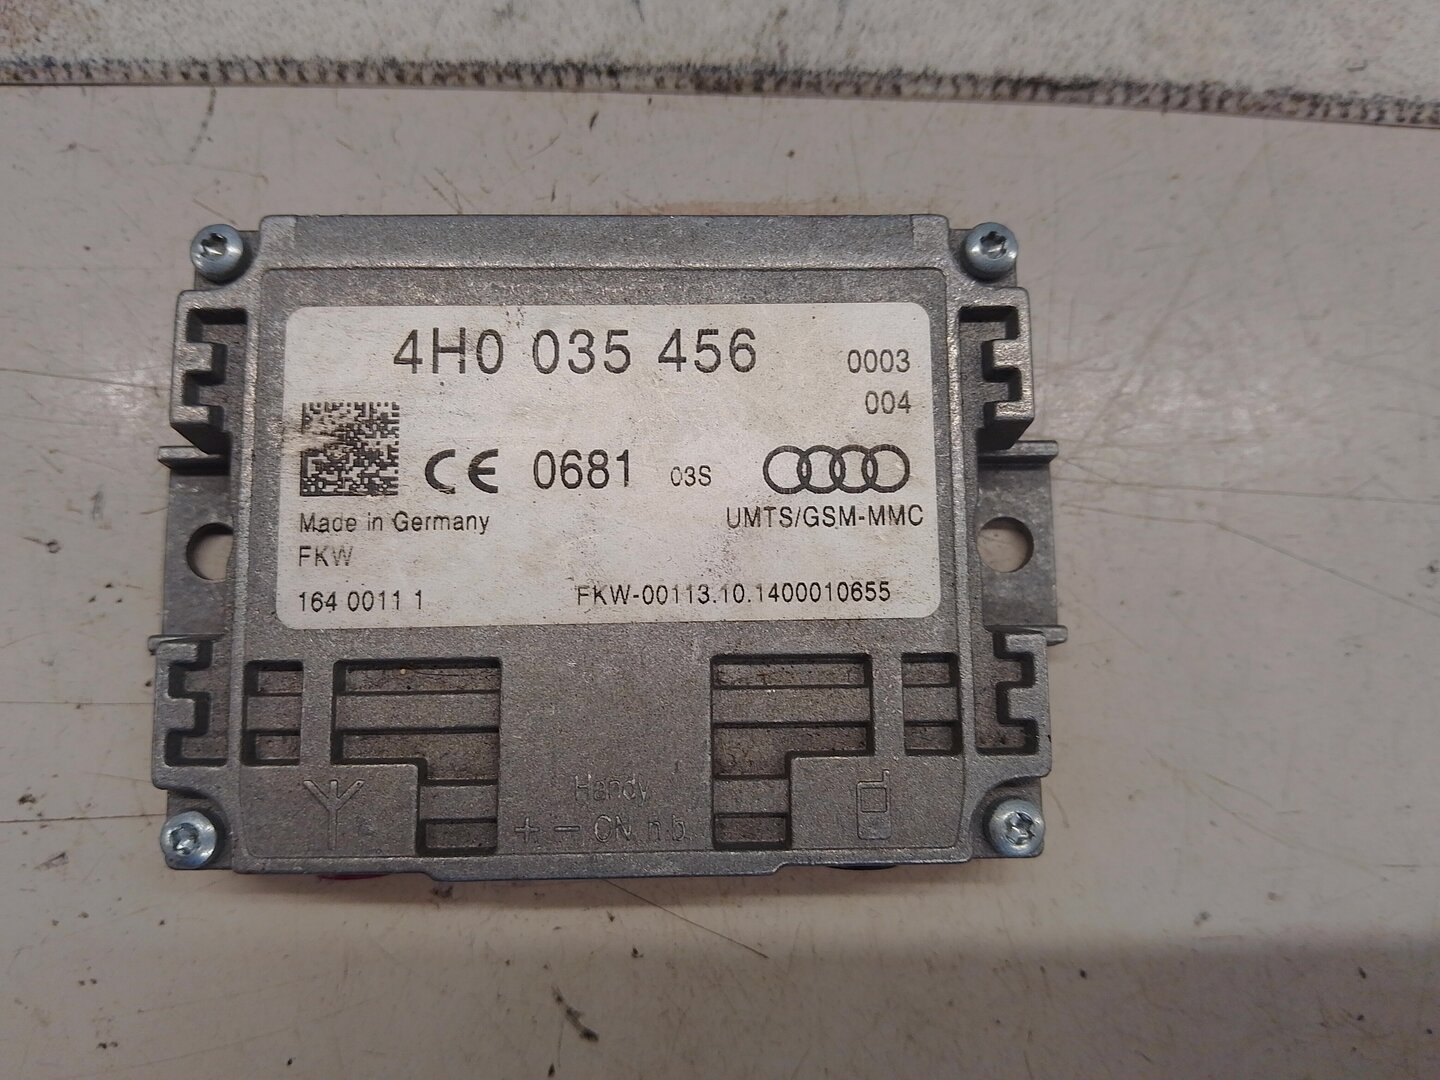 4H0 035 456 0003
004
CE 0681 03S
Made in Germany UMTS/GSM-MMC
FKW
164 0011 1 FKW-00113.10.1400010655
Handy
+ - ON n.b.